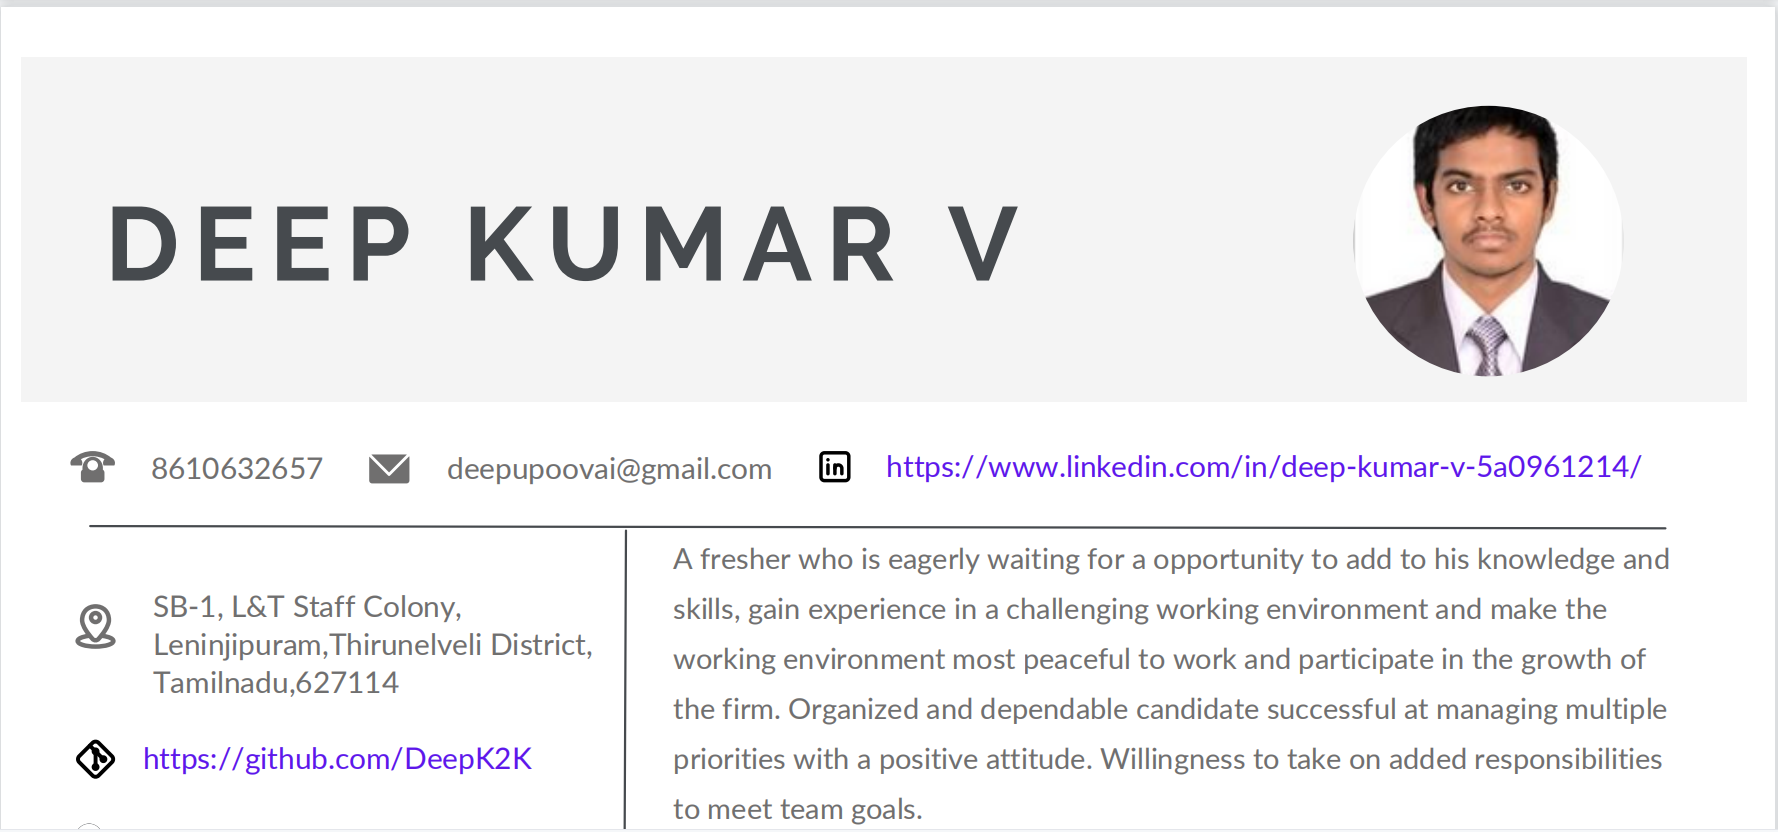 DEEP KUMAR V
8610632657
deepupoovai@gmail.com
https://www.linkedin.com/in/deep-kumar-v-5a0961214/
SB-1, L&T Staff Colony,
Leninjipuram,Thirunelveli District,
Tamilnadu,627114
https://github.com/DeepK2K
A fresher who is eagerly waiting for a opportunity to add to his knowledge and
skills, gain experience in a challenging working environment and make the
working environment most peaceful to work and participate in the growth of
the firm. Organized and dependable candidate successful at managing multiple
priorities with a positive attitude. Willingness to take on added responsibilities
to meet team goals.